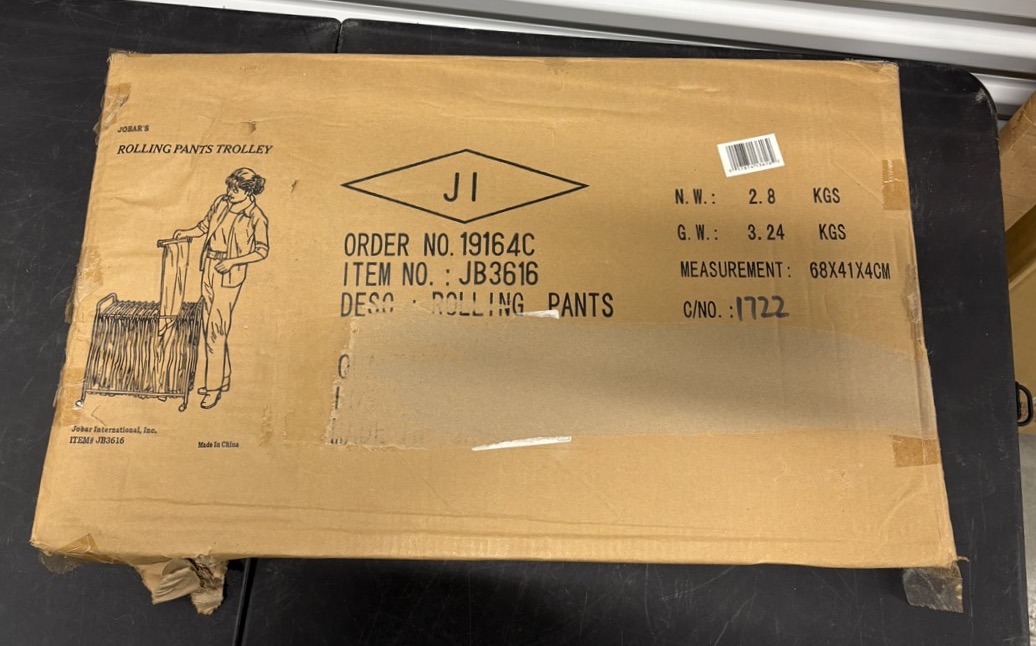 JOBAR'S
ROLLING PANTS TROLLEY
JI
ORDER NO. 19164C
ITEM NO. : JB3616
DESC : ROLLING PANTS
N.W.: 2.8 KGS
G.W.: 3.24 KGS
MEASUREMENT: 68X41X4CM
C/NO. :1722
Jobar International, Inc.
ITEM# JB3616
Made In China